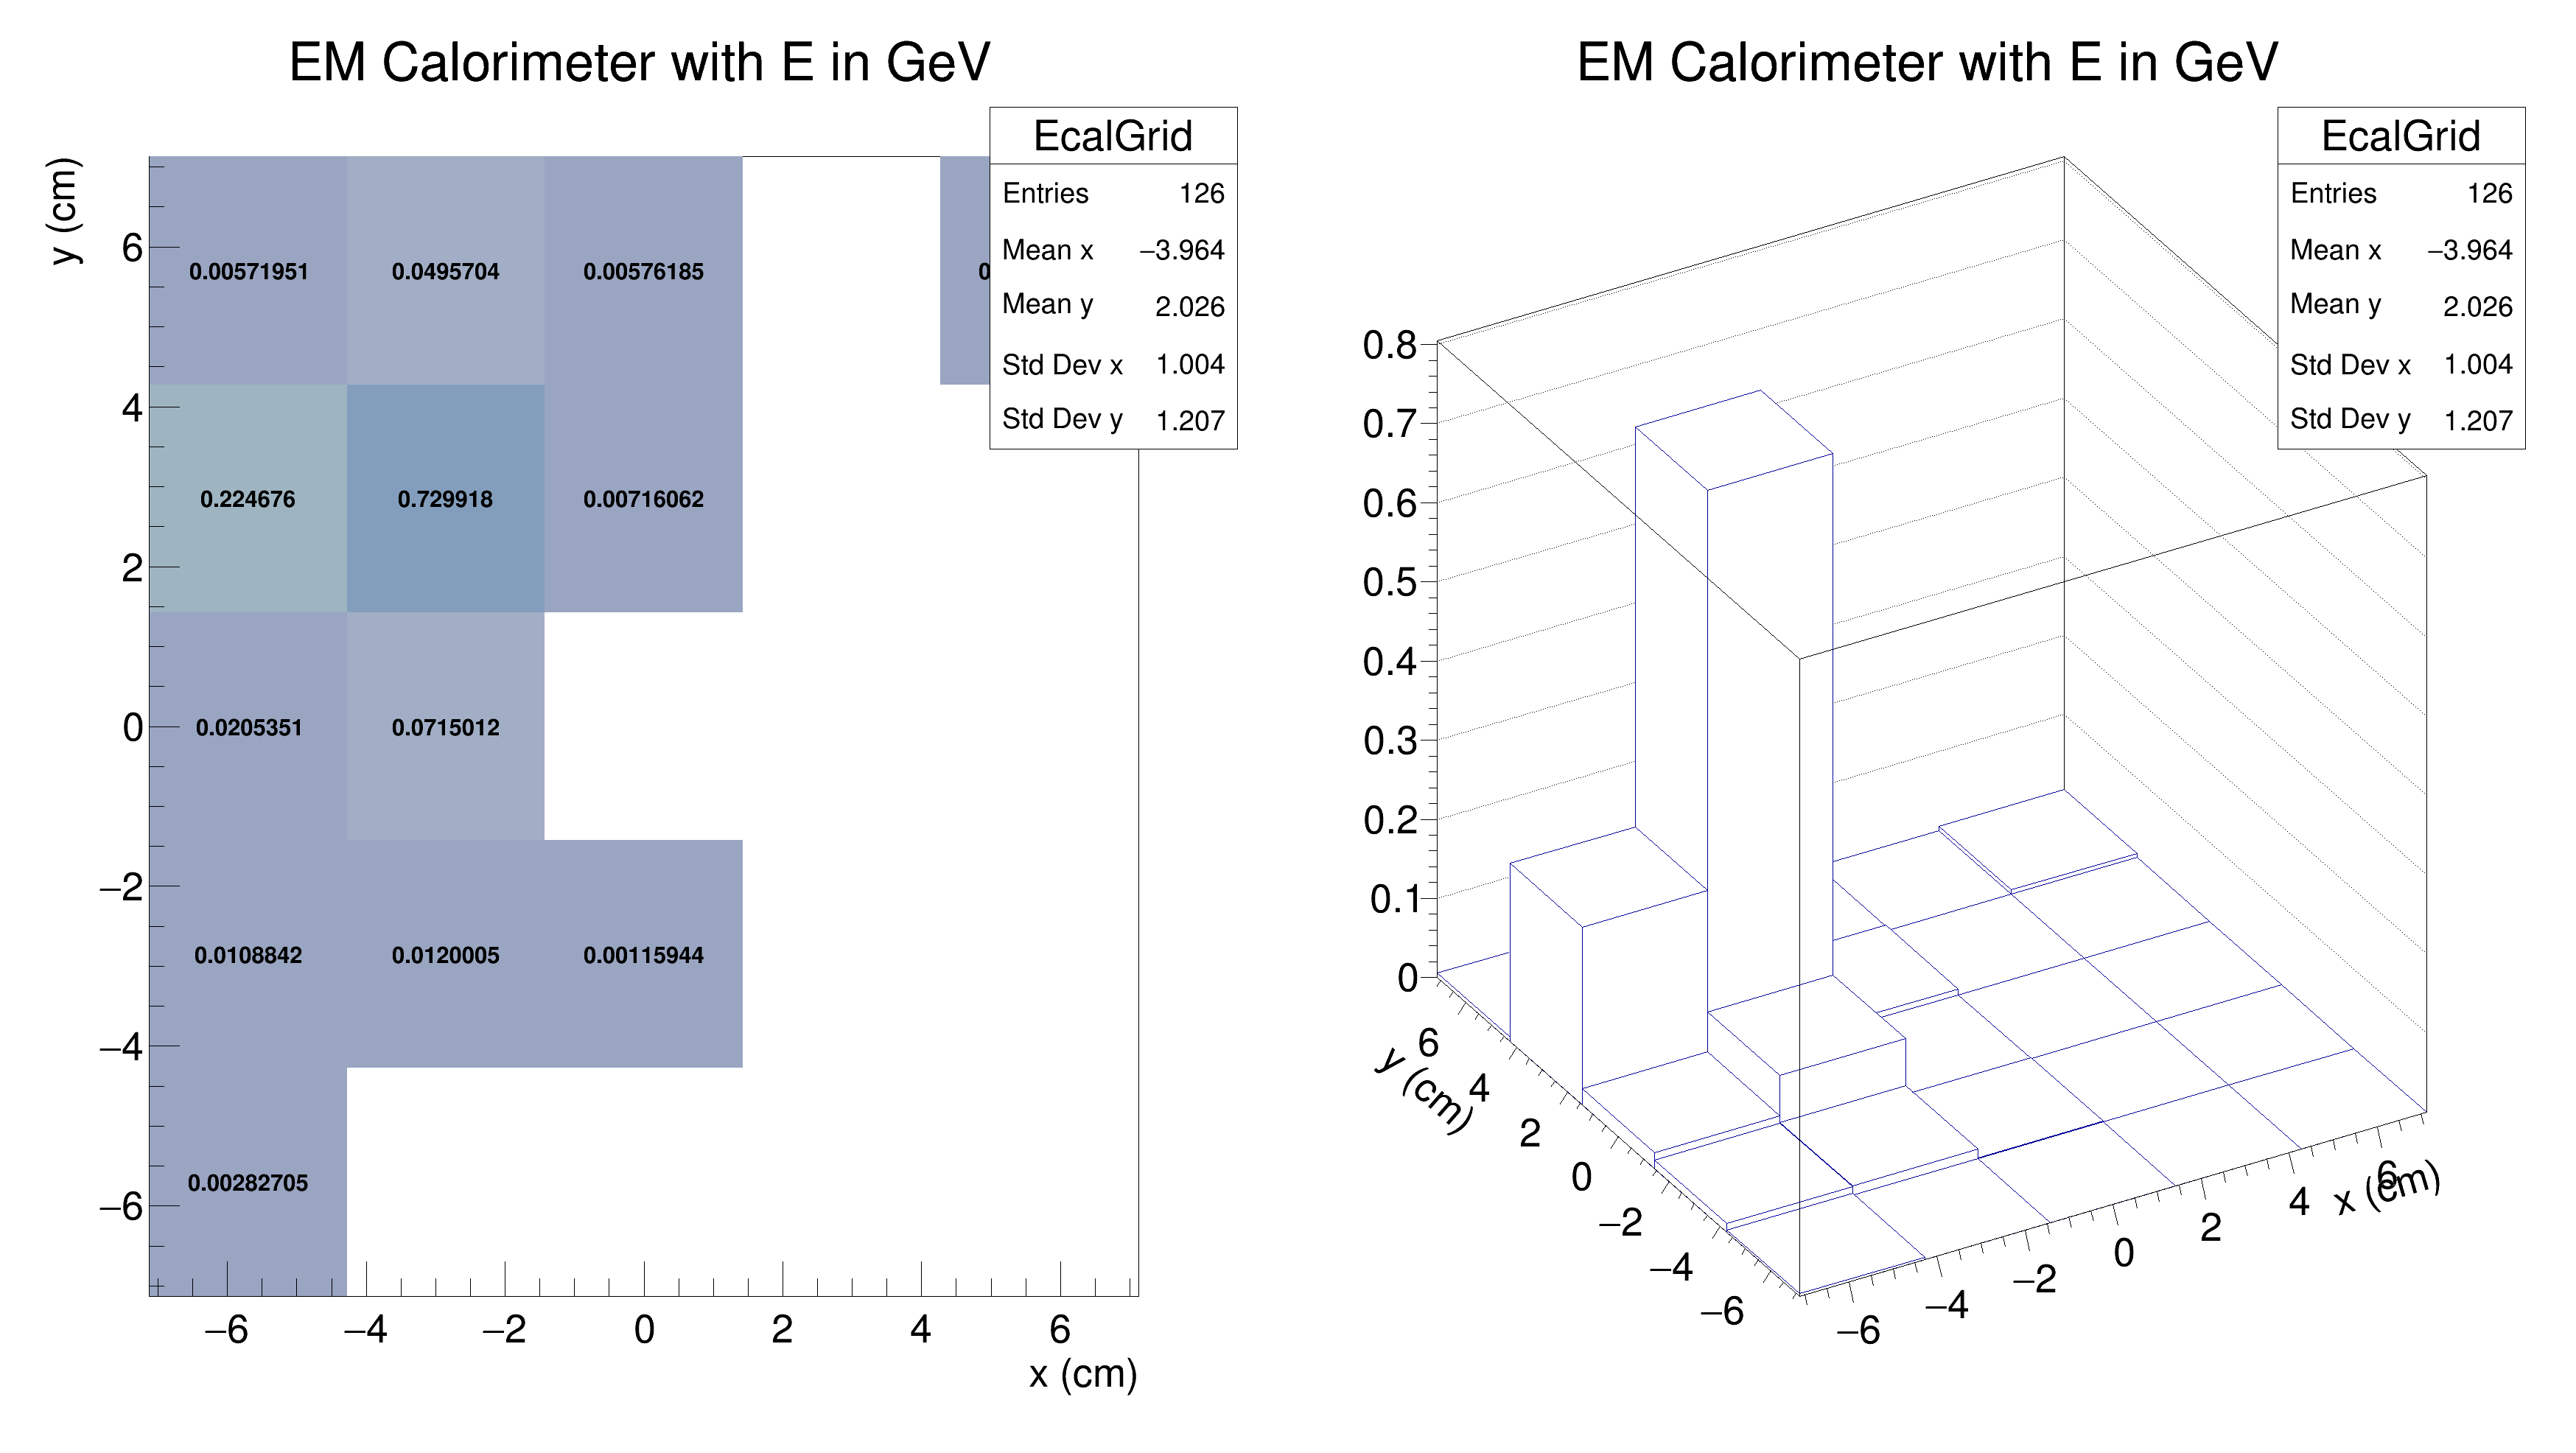 EM Calorimeter with E in GeV
EcalGrid
Entries 126
Mean x −3.964
Mean y 2.026
Std Dev x 1.004
Std Dev y 1.207
y (cm)
6
4
2
0
−2
−4
−6
0.00571951 0.0495704 0.00576185 0
0.224676 0.729918 0.00716062
0.0205351 0.0715012
0.0108842 0.0120005 0.00115944
0.00282705
−6 −4 −2 0 2 4 6
x (cm)
EM Calorimeter with E in GeV
EcalGrid
Entries 126
Mean x −3.964
Mean y 2.026
Std Dev x 1.004
Std Dev y 1.207
0.8
0.7
0.6
0.5
0.4
0.3
0.2
0.1
0
y (cm)
6
4
2
0
−2
−4
−6
−6 −4 −2 0 2 4 6
x (cm)